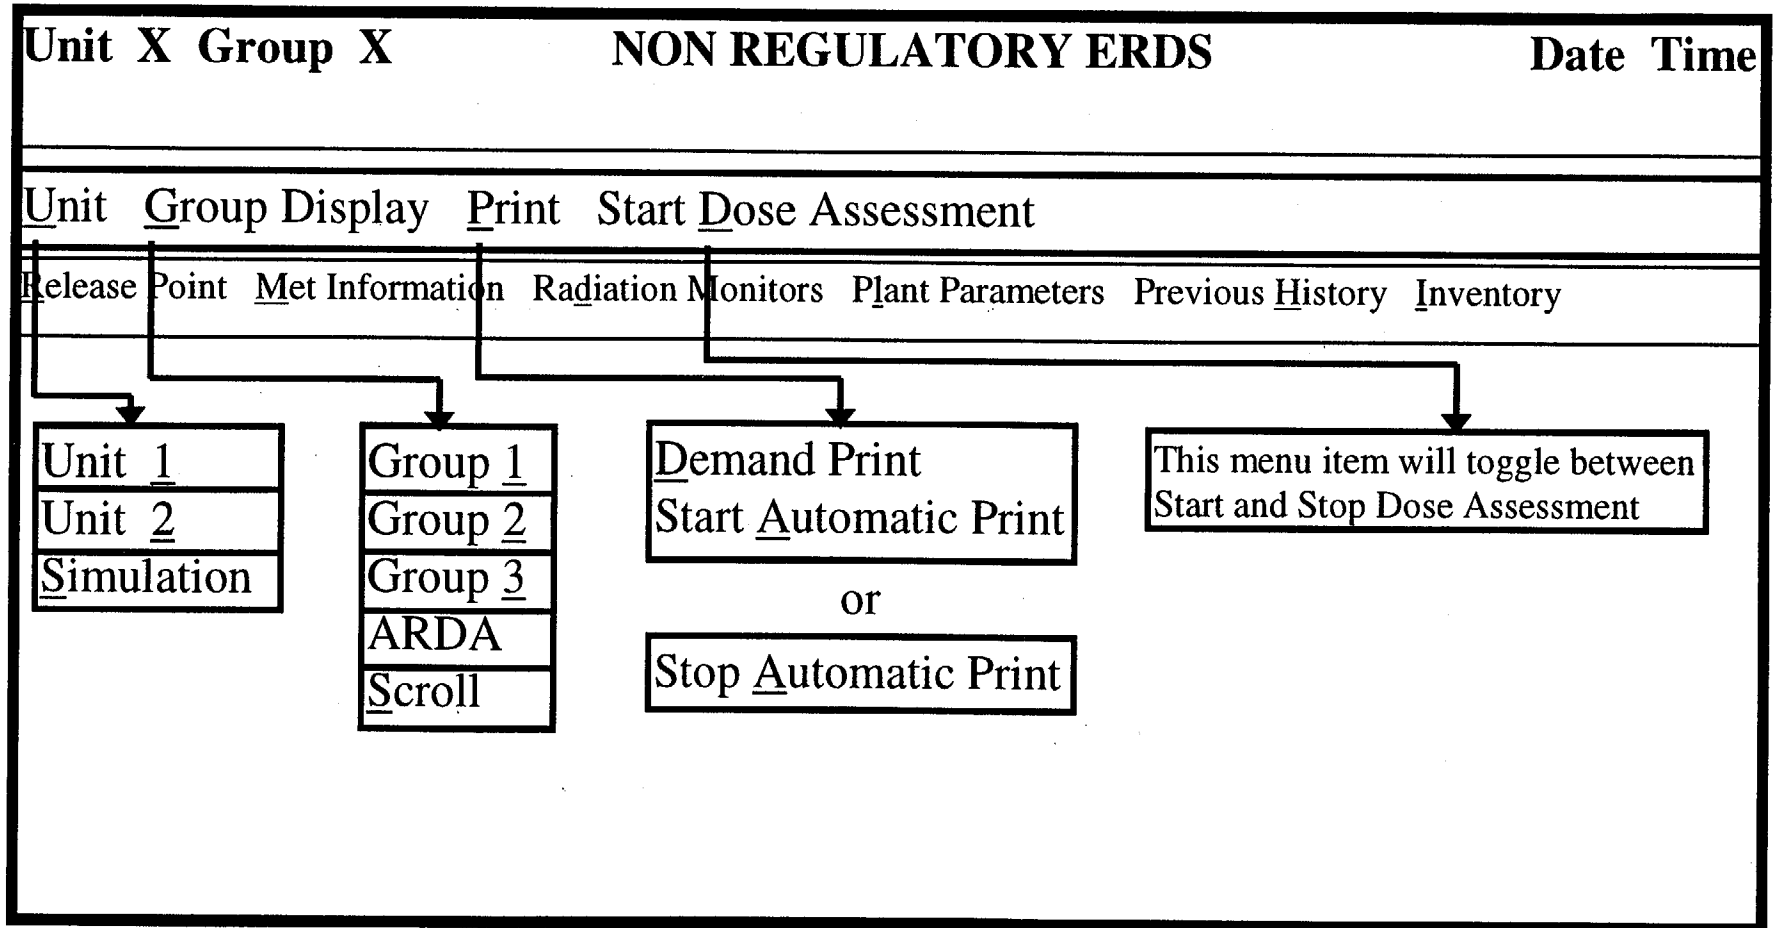 Unit X Group X NON REGULATORY ERDS Date Time
Unit Group Display Print Start Dose Assessment
Release Point Met Information Radiation Monitors Plant Parameters Previous History Inventory
Unit 1
Unit 2
Simulation
Group 1
Group 2
Group 3
ARDA
Scroll
Demand Print
Start Automatic Print
or
Stop Automatic Print
This menu item will toggle between
Start and Stop Dose Assessment